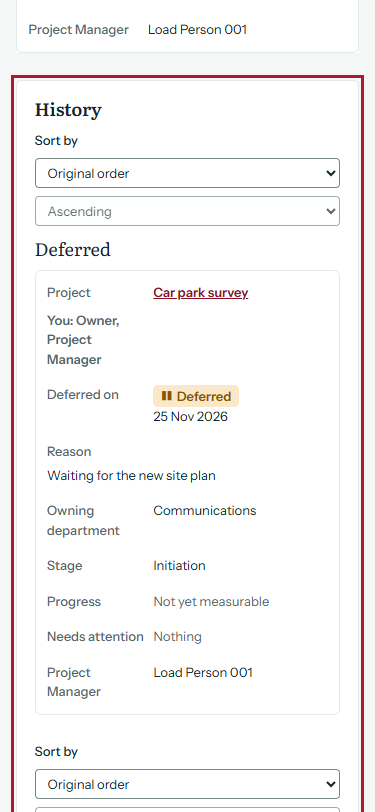 Project Manager Load Person 001
History
Sort by
Original order
Ascending
Deferred
Project Car park survey
You: Owner,
Project
Manager
Deferred on Deferred
25 Nov 2026
Reason
Waiting for the new site plan
Owning Communications
department
Stage Initiation
Progress Not yet measurable
Needs attention Nothing
Project Load Person 001
Manager
Sort by
Original order